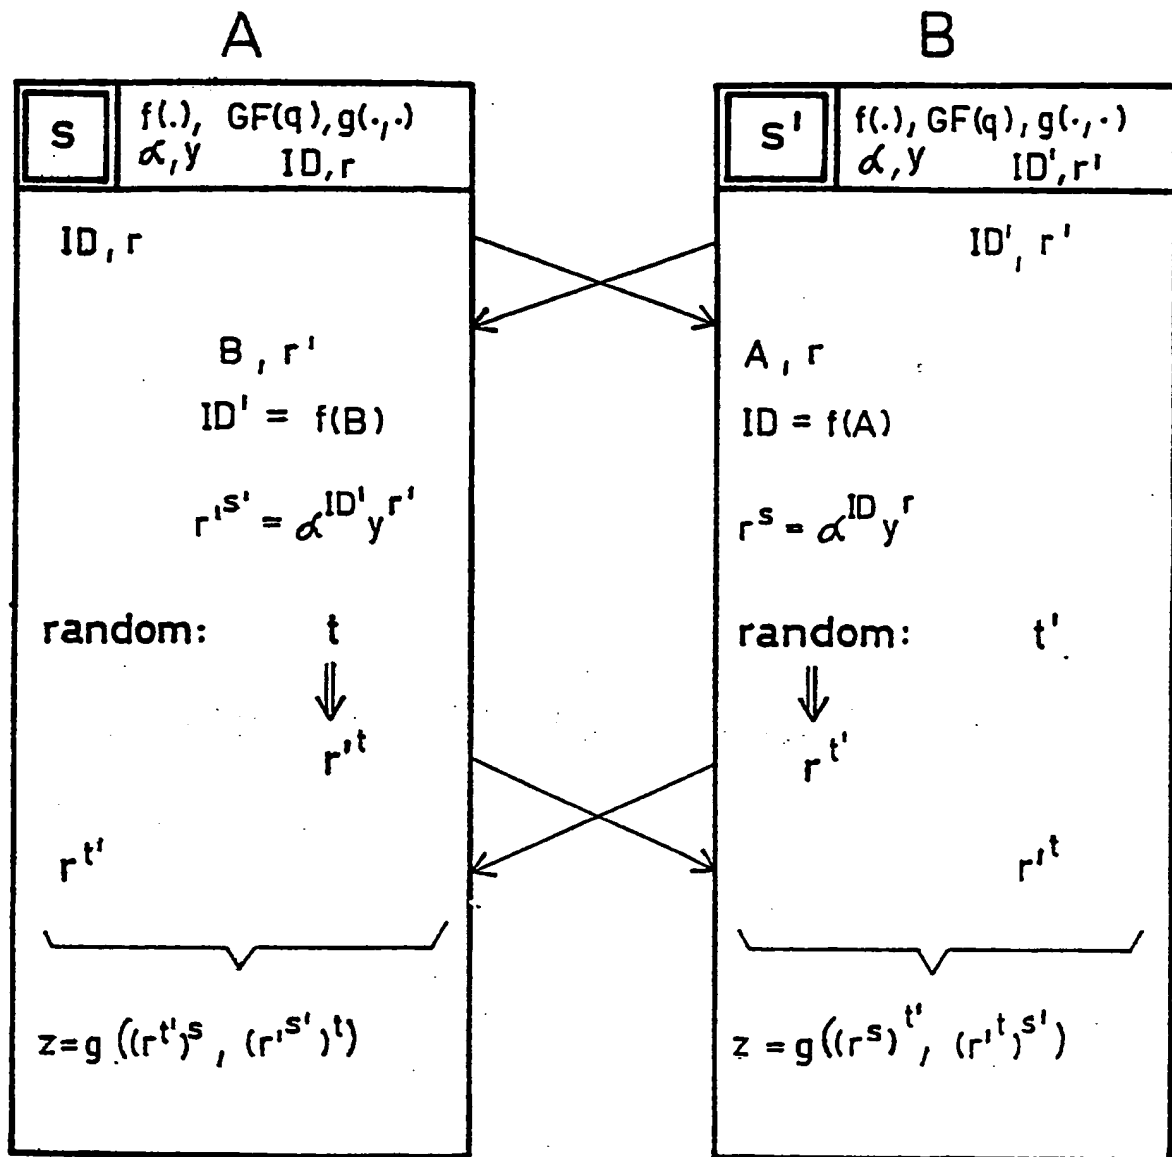 A
s
f(.), GF(q), g(·,·)
α, y ID, r
ID, r
B, r'
ID' = f(B)
r'^s' = α^ID' y^r'
random: t
⇓
r'^t
r^t'
z=g((r^t')^s, (r'^s')^t)
B
s'
f(.), GF(q), g(·,·)
α, y ID', r'
ID', r'
A, r
ID = f(A)
r^s = α^ID y^r
random: t'
⇓
r^t'
r'^t
z = g((r^s)^t', (r'^t)^s')